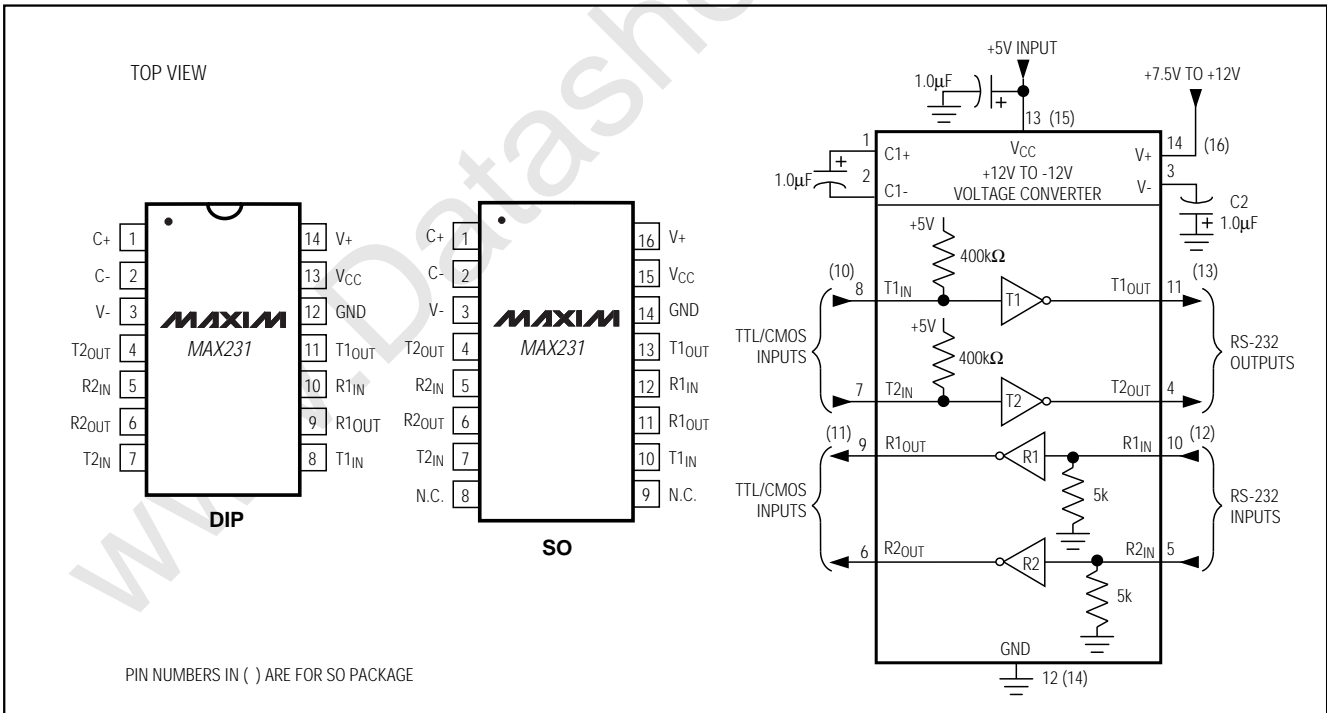 TOP VIEW
www.Datashe
DIP
C+ 1
C- 2
V- 3
T2OUT 4
R2IN 5
R2OUT 6
T2IN 7
MAXIM
MAX231
14 V+
13 VCC
12 GND
11 T1OUT
10 R1IN
9 R1OUT
8 T1IN
SO
C+ 1
C- 2
V- 3
T2OUT 4
R2IN 5
R2OUT 6
T2IN 7
N.C. 8
MAXIM
MAX231
16 V+
15 VCC
14 GND
13 T1OUT
12 R1IN
11 R1OUT
10 T1IN
9 N.C.
PIN NUMBERS IN ( ) ARE FOR SO PACKAGE
+5V INPUT
1.0µF
+
+7.5V TO +12V
13 (15)
1
C1+
VCC
V+
14 (16)
+
1.0µF
2
C1-
+12V TO -12V
VOLTAGE CONVERTER
V-
3
C2
+
1.0µF
+5V
400kΩ
(10)
8
T1IN
T1
T1OUT
11
(13)
+5V
400kΩ
TTL/CMOS
INPUTS
RS-232
OUTPUTS
7
T2IN
T2
T2OUT
4
(11)
9
R1OUT
R1
R1IN
10
(12)
5k
TTL/CMOS
INPUTS
RS-232
INPUTS
6
R2OUT
R2
R2IN
5
5k
GND
12 (14)